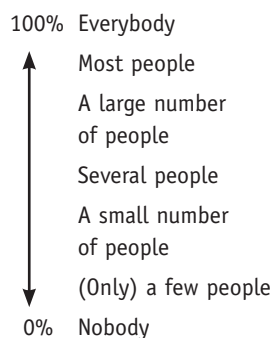 100% Everybody
Most people
A large number
of people
Several people
A small number
of people
(Only) a few people
0% Nobody